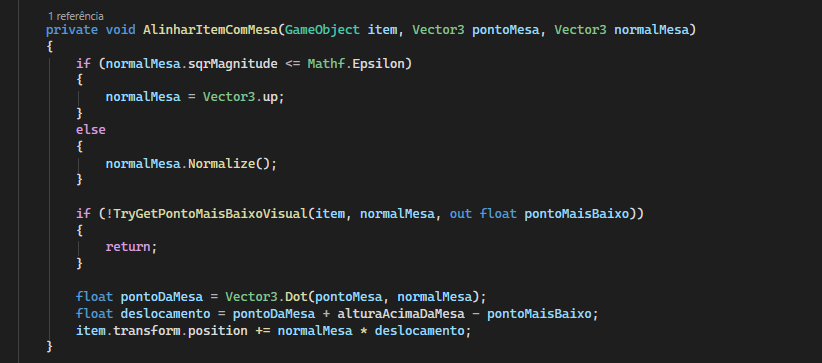 1 referência
private void AlinharItemComMesa(GameObject item, Vector3 pontoMesa, Vector3 normalMesa)
{
    if (normalMesa.sqrMagnitude <= Mathf.Epsilon)
    {
        normalMesa = Vector3.up;
    }
    else
    {
        normalMesa.Normalize();
    }

    if (!TryGetPontoMaisBaixoVisual(item, normalMesa, out float pontoMaisBaixo))
    {
        return;
    }

    float pontoDaMesa = Vector3.Dot(pontoMesa, normalMesa);
    float deslocamento = pontoDaMesa + alturaAcimaDaMesa - pontoMaisBaixo;
    item.transform.position += normalMesa * deslocamento;
}